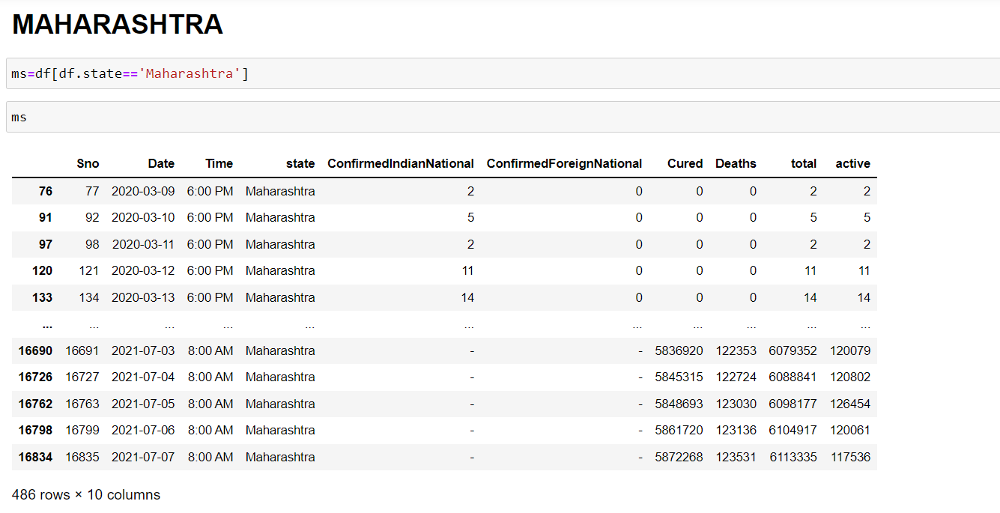 MAHARASHTRA
ms=df[df.state=='Maharashtra']
ms
Sno Date Time state ConfirmedIndianNational ConfirmedForeignNational Cured Deaths total active
76 77 2020-03-09 6:00 PM Maharashtra 2 0 0 0 2 2
91 92 2020-03-10 6:00 PM Maharashtra 5 0 0 0 5 5
97 98 2020-03-11 6:00 PM Maharashtra 2 0 0 0 2 2
120 121 2020-03-12 6:00 PM Maharashtra 11 0 0 0 11 11
133 134 2020-03-13 6:00 PM Maharashtra 14 0 0 0 14 14
... ... ... ... ... ... ... ... ... ... ...
16690 16691 2021-07-03 8:00 AM Maharashtra - - 5836920 122353 6079352 120079
16726 16727 2021-07-04 8:00 AM Maharashtra - - 5845315 122724 6088841 120802
16762 16763 2021-07-05 8:00 AM Maharashtra - - 5848693 123030 6098177 126454
16798 16799 2021-07-06 8:00 AM Maharashtra - - 5861720 123136 6104917 120061
16834 16835 2021-07-07 8:00 AM Maharashtra - - 5872268 123531 6113335 117536
486 rows × 10 columns